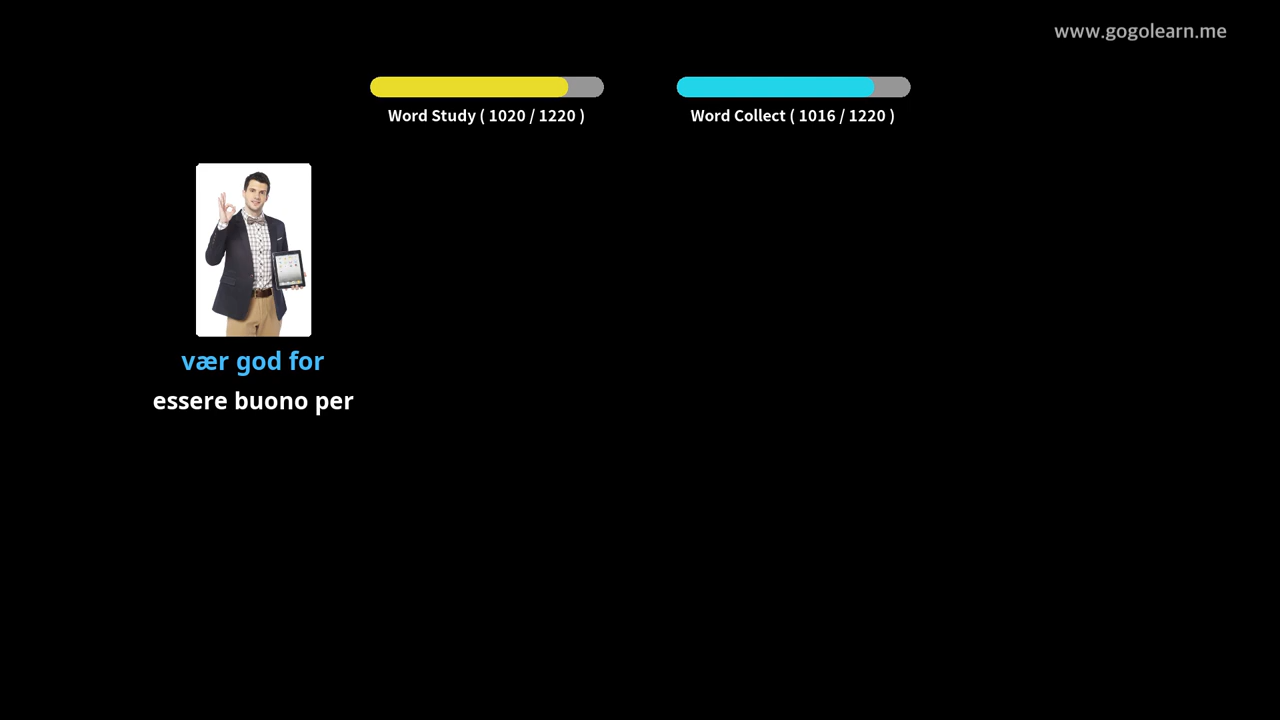 www.gogolearn.me
Word Study ( 1020 / 1220 )
Word Collect ( 1016 / 1220 )
vær god for
essere buono per